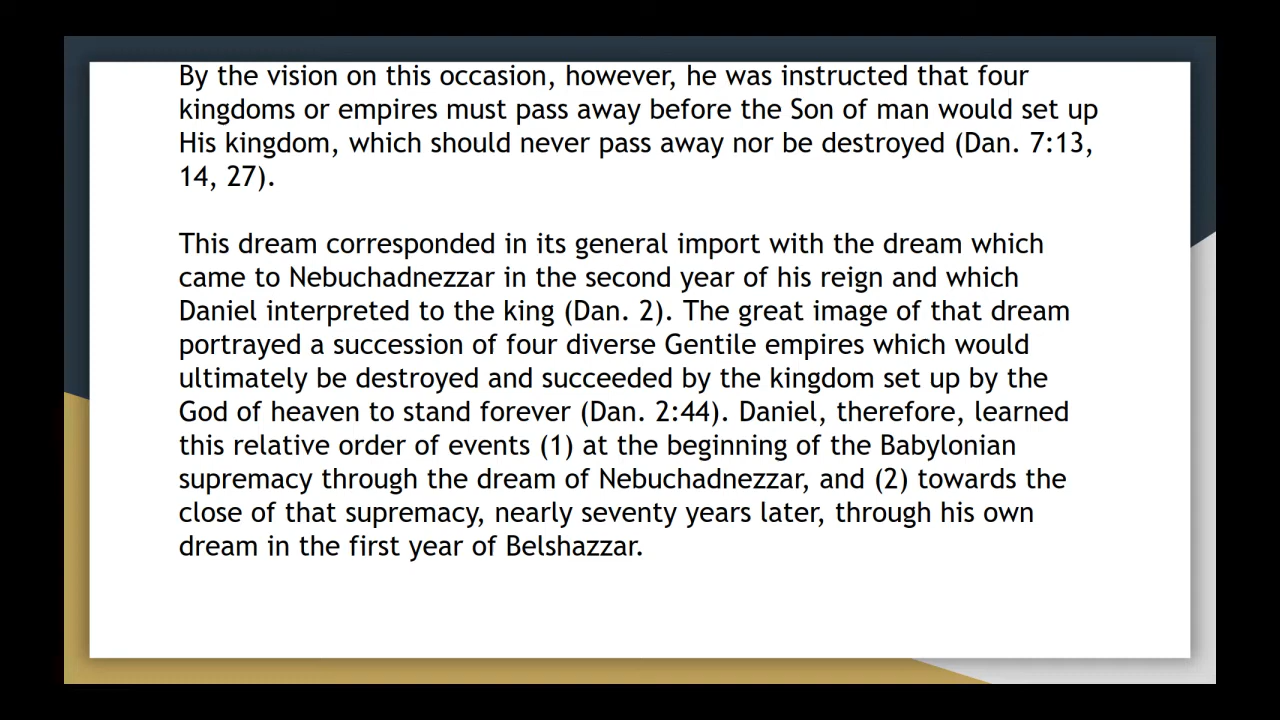 By the vision on this occasion, however, he was instructed that four
kingdoms or empires must pass away before the Son of man would set up
His kingdom, which should never pass away nor be destroyed (Dan. 7:13,
14, 27).
This dream corresponded in its general import with the dream which
came to Nebuchadnezzar in the second year of his reign and which
Daniel interpreted to the king (Dan. 2). The great image of that dream
portrayed a succession of four diverse Gentile empires which would
ultimately be destroyed and succeeded by the kingdom set up by the
God of heaven to stand forever (Dan. 2:44). Daniel, therefore, learned
this relative order of events (1) at the beginning of the Babylonian
supremacy through the dream of Nebuchadnezzar, and (2) towards the
close of that supremacy, nearly seventy years later, through his own
dream in the first year of Belshazzar.